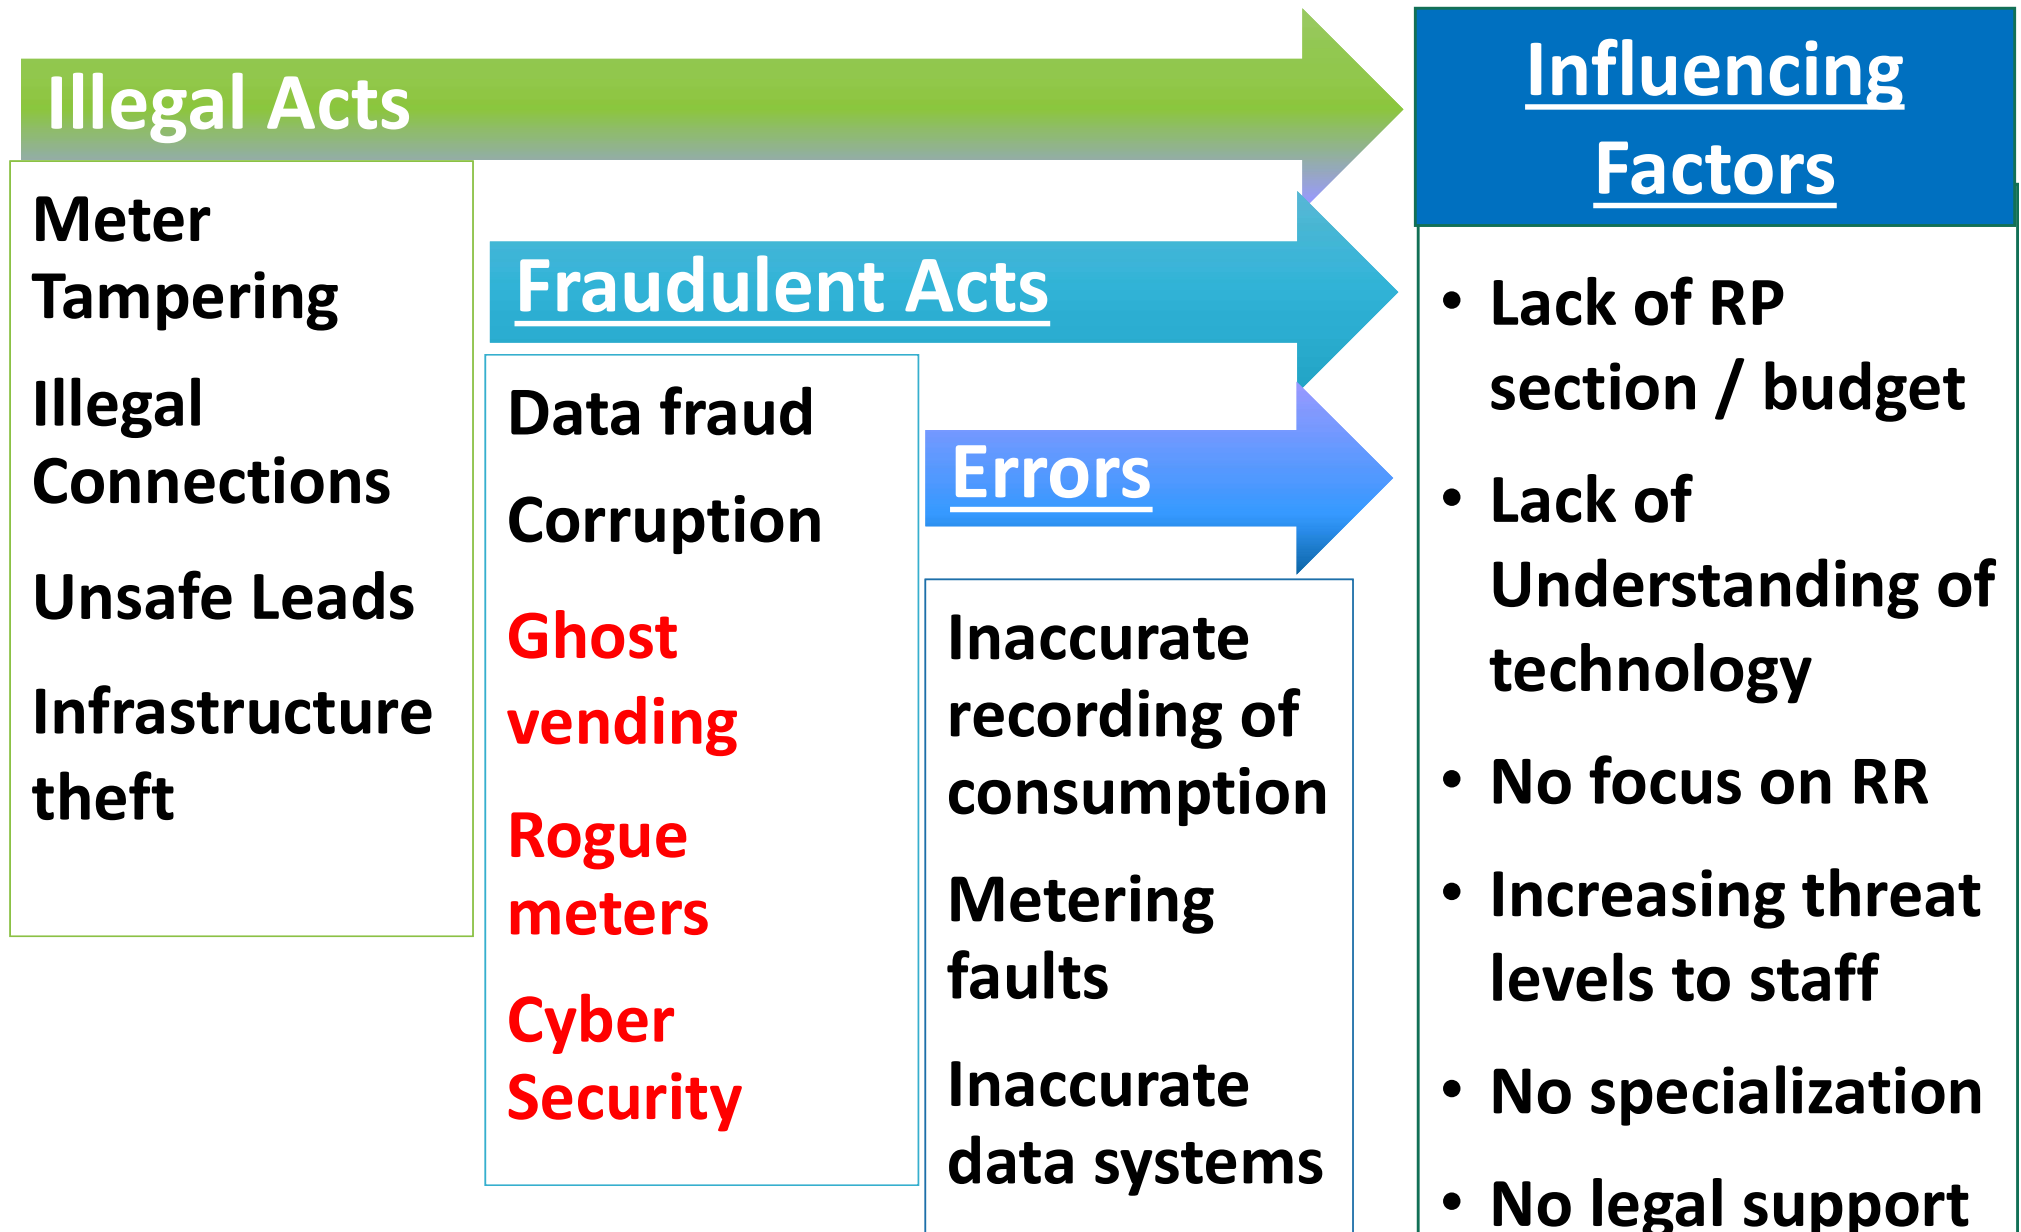 Illegal Acts
Meter
Tampering
Illegal
Connections
Unsafe Leads
Infrastructure
theft
Fraudulent Acts
Data fraud
Corruption
Ghost
vending
Rogue
meters
Cyber
Security
Errors
Inaccurate
recording of
consumption
Metering
faults
Inaccurate
data systems
Influencing
Factors
• Lack of RP
section / budget
• Lack of
Understanding of
technology
• No focus on RR
• Increasing threat
levels to staff
• No specialization
• No legal support